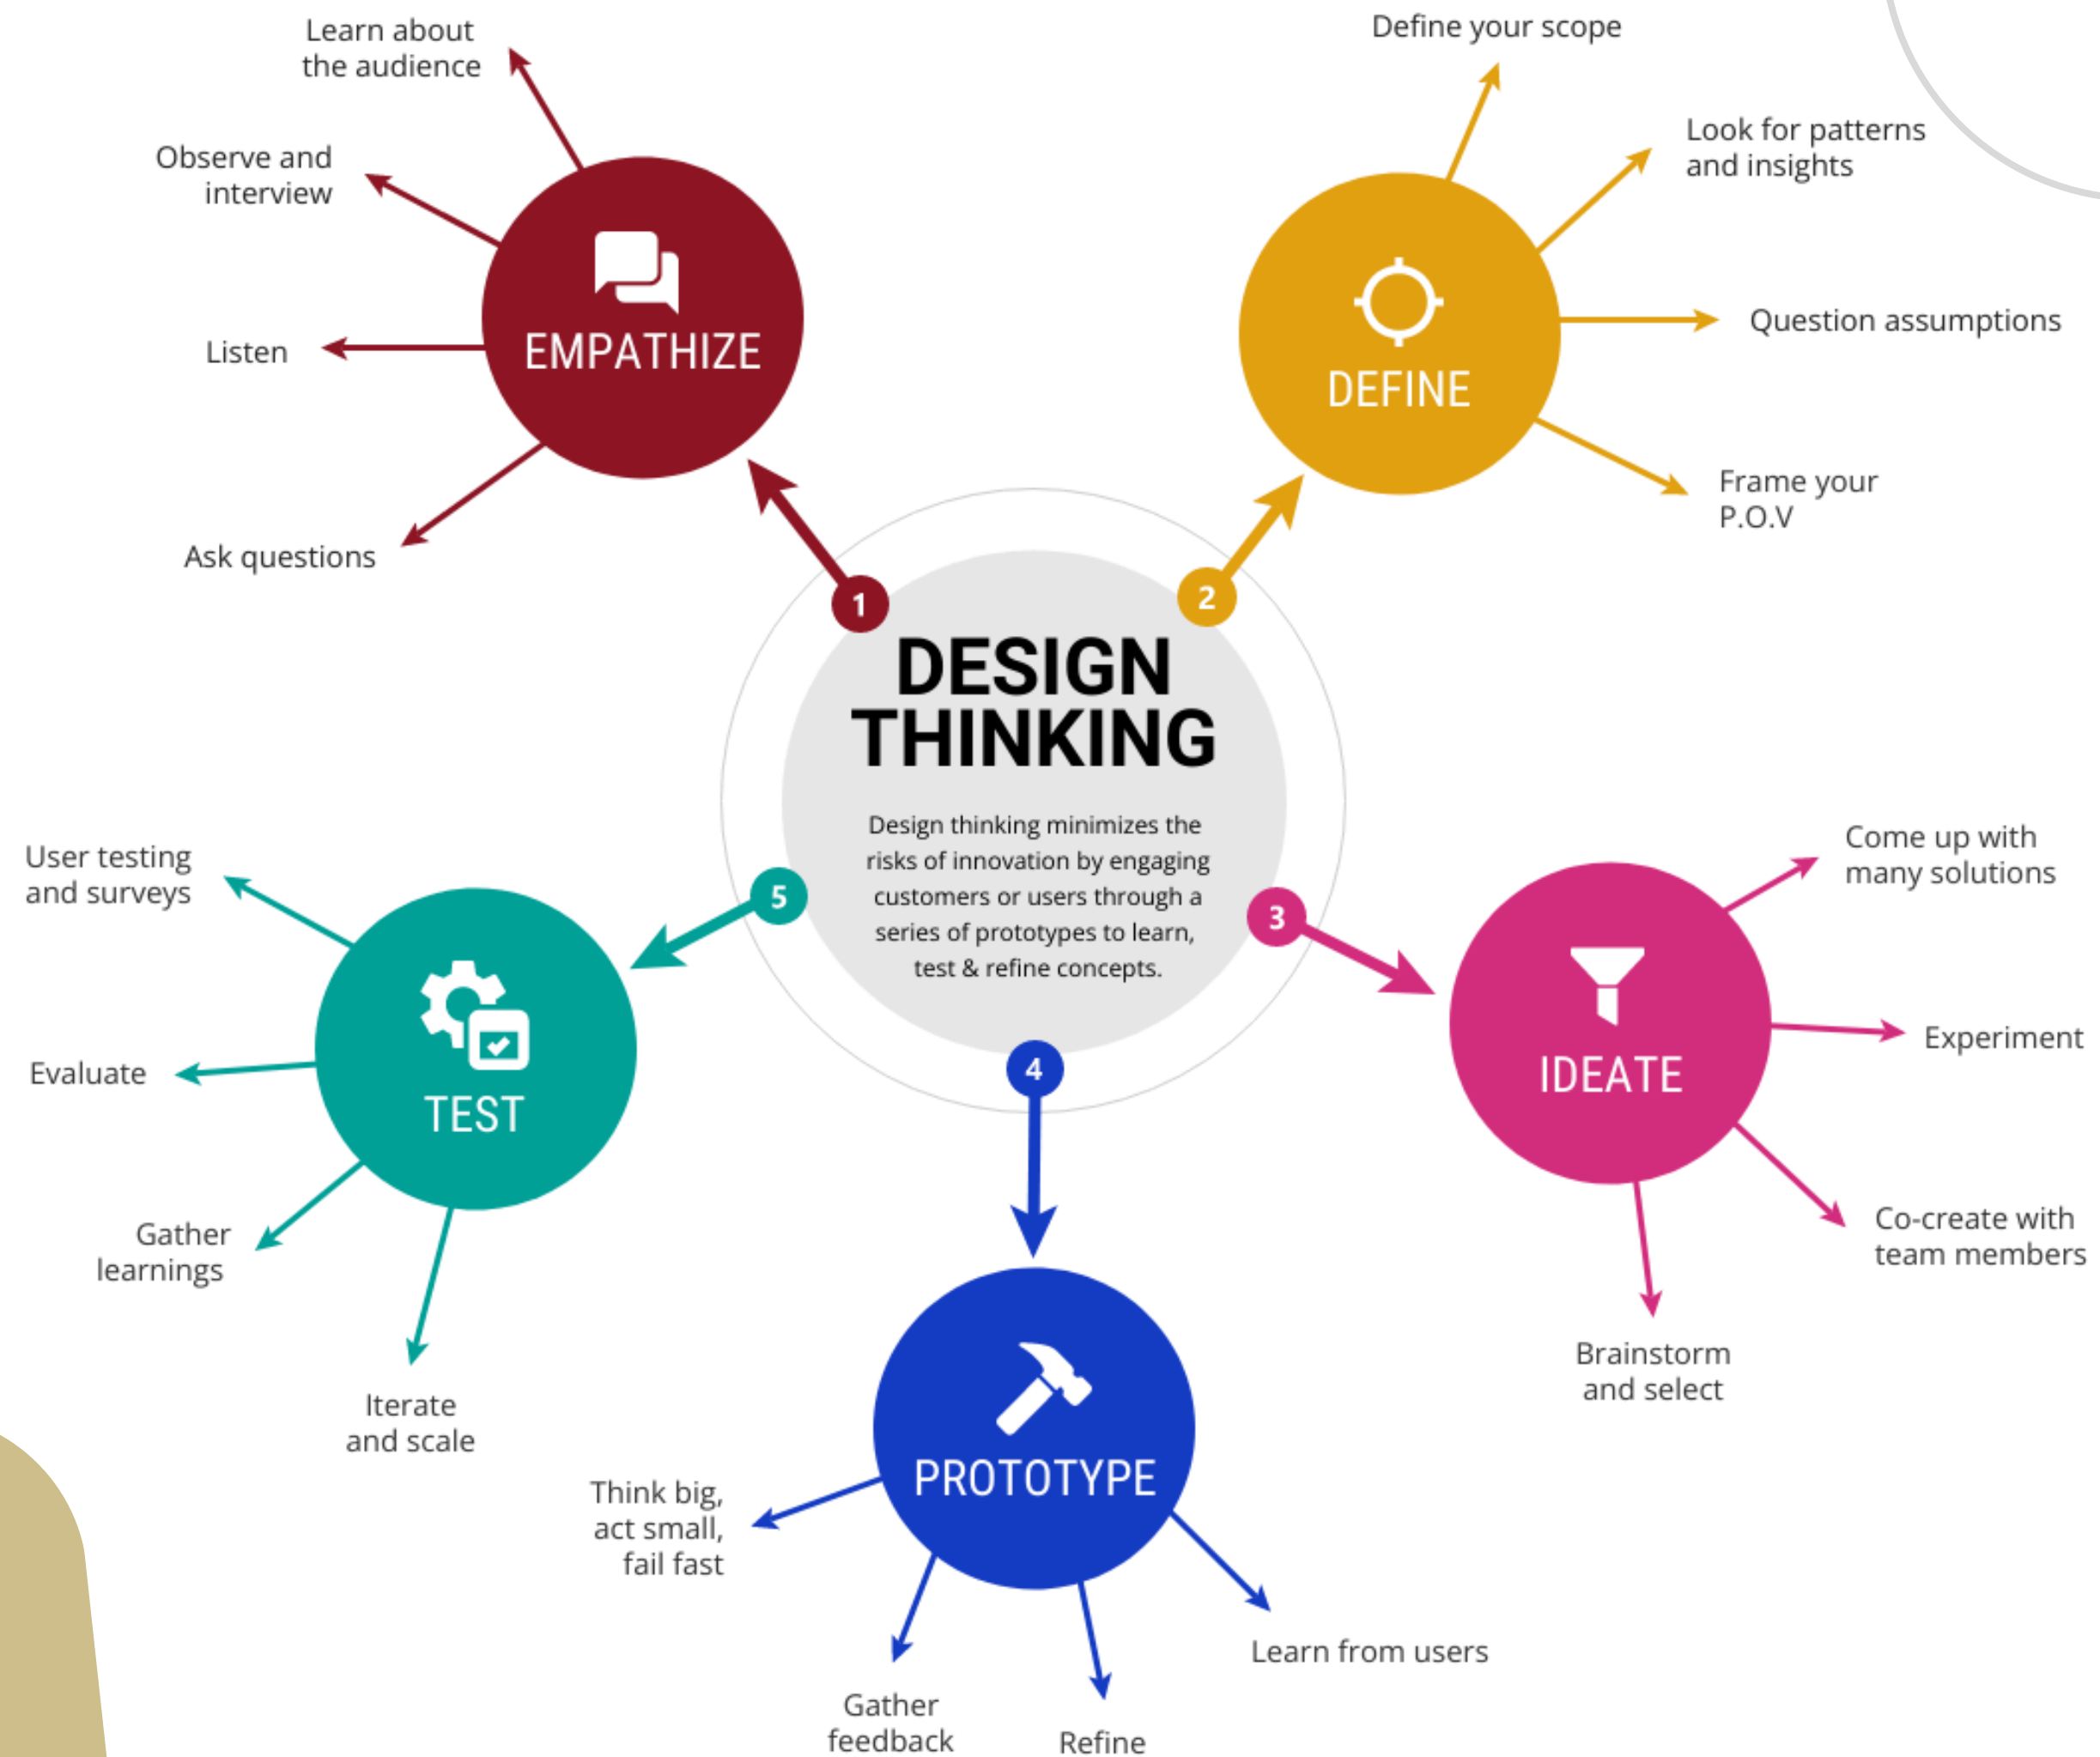 DESIGN
THINKING
Design thinking minimizes the
risks of innovation by engaging
customers or users through a
series of prototypes to learn,
test & refine concepts.
1
EMPATHIZE
Learn about
the audience
Observe and
interview
Listen
Ask questions
2
DEFINE
Define your scope
Look for patterns
and insights
Question assumptions
Frame your
P.O.V
3
IDEATE
Come up with
many solutions
Experiment
Co-create with
team members
Brainstorm
and select
4
PROTOTYPE
Learn from users
Refine
Gather
feedback
Think big,
act small,
fail fast
5
TEST
User testing
and surveys
Evaluate
Gather
learnings
Iterate
and scale